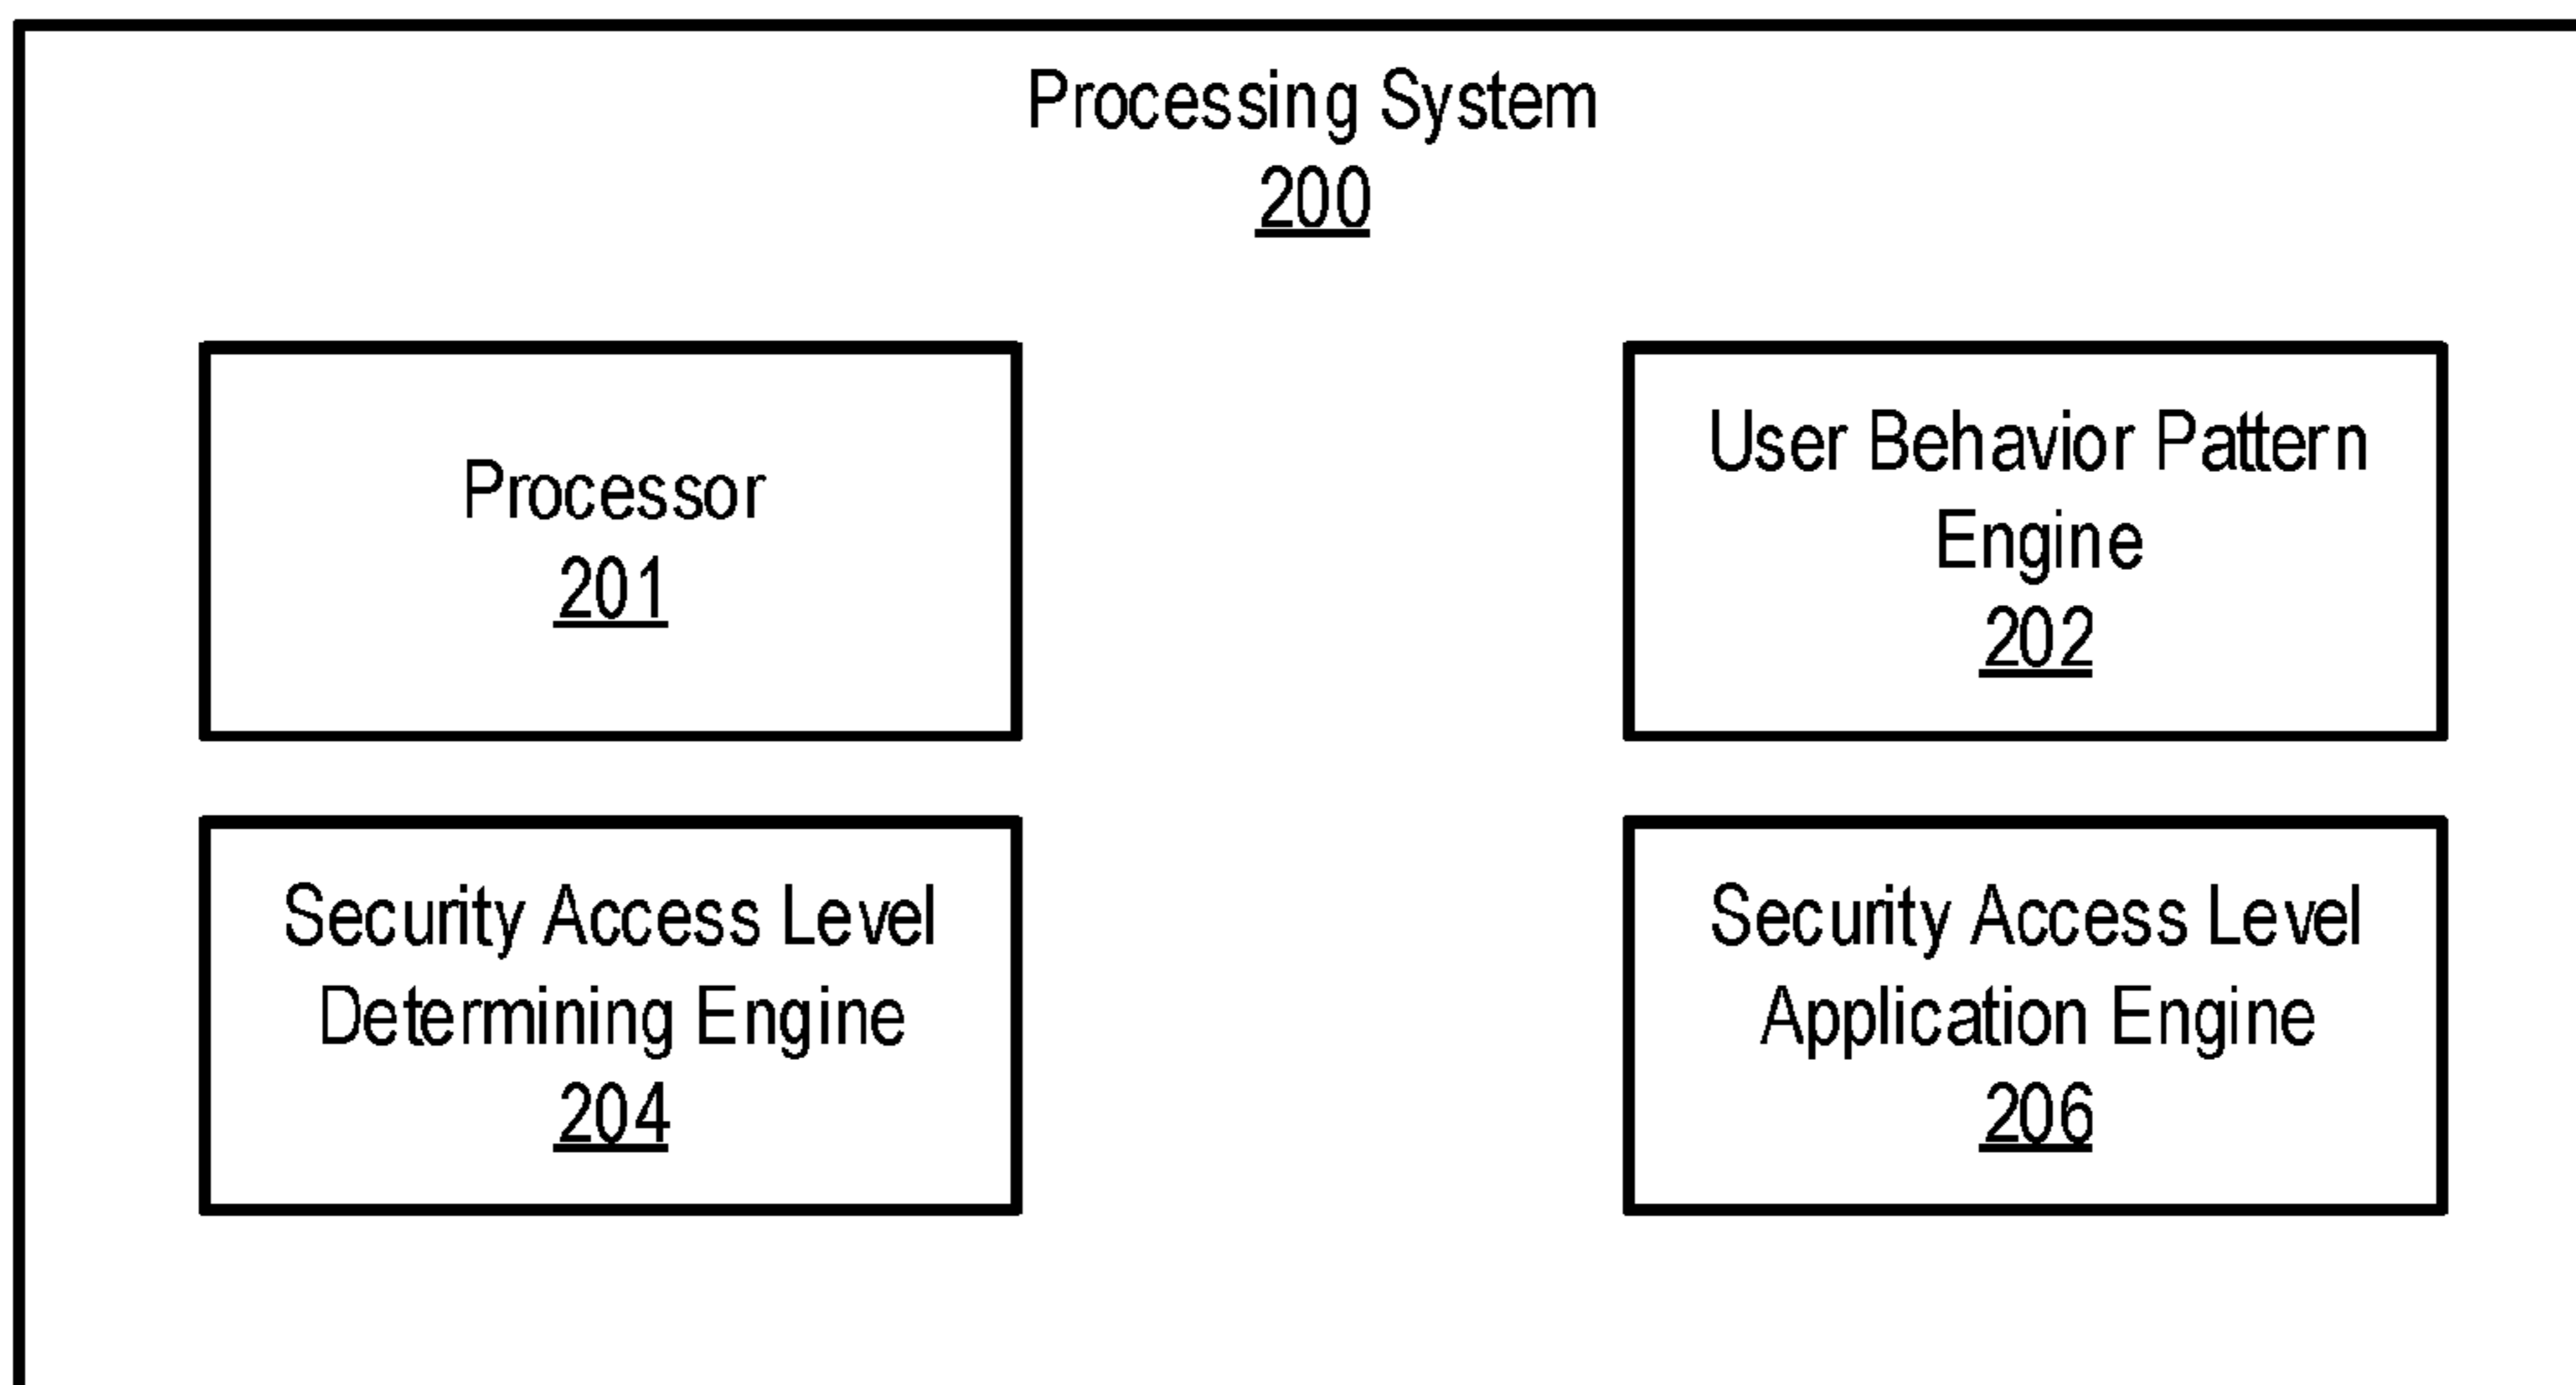 Processing System
200
Processor
201
User Behavior Pattern
Engine
202
Security Access Level
Determining Engine
204
Security Access Level
Application Engine
206